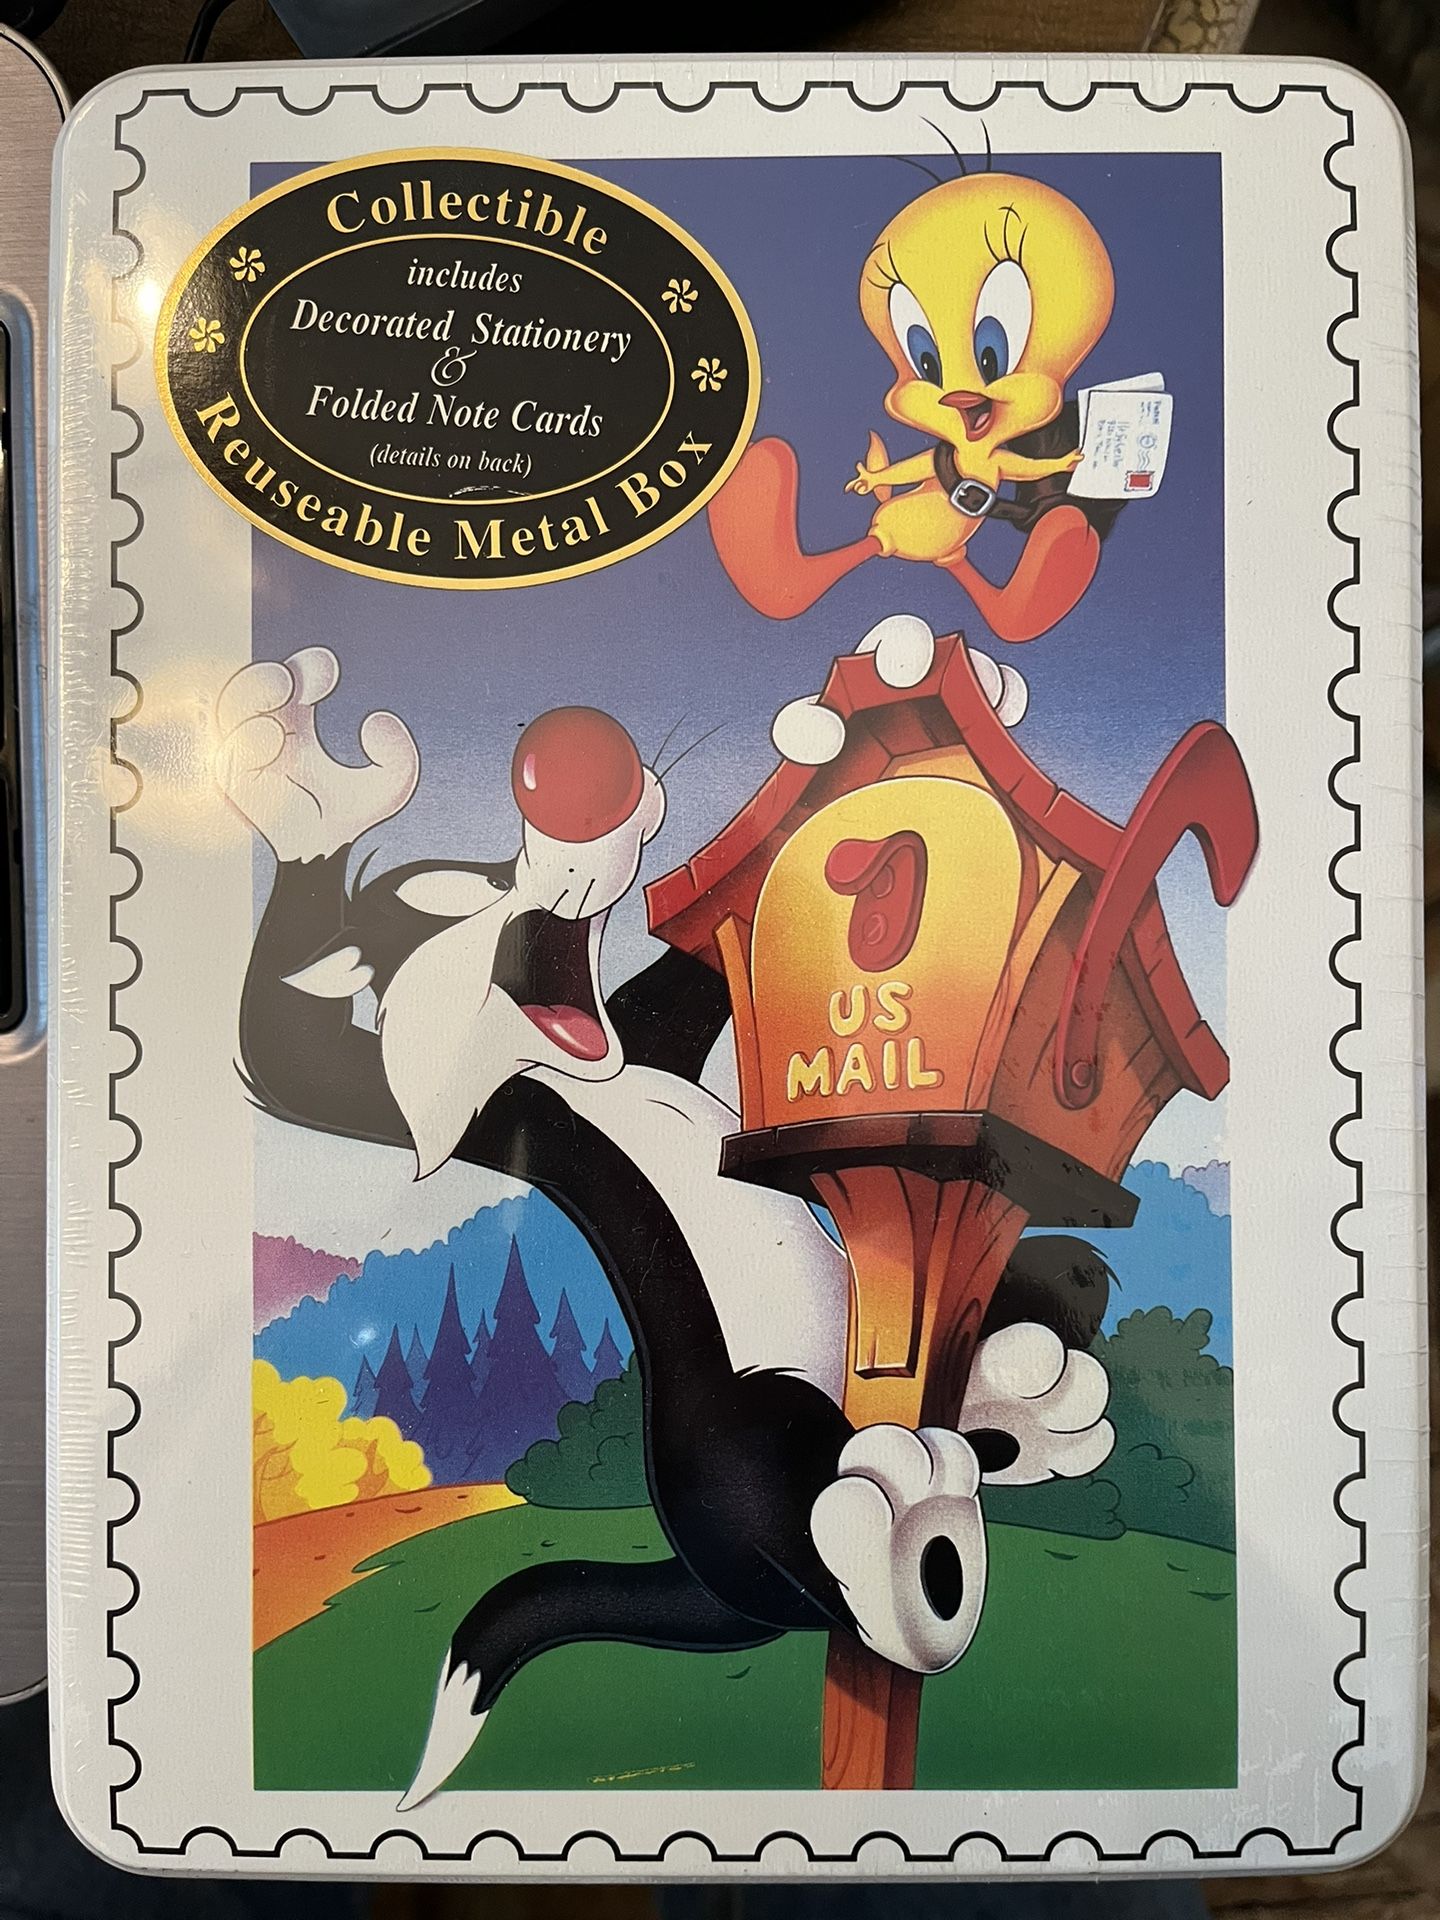 Collectible
includes
Decorated Stationery
&
Folded Note Cards
(details on back)
Reuseable Metal Box
US
MAIL